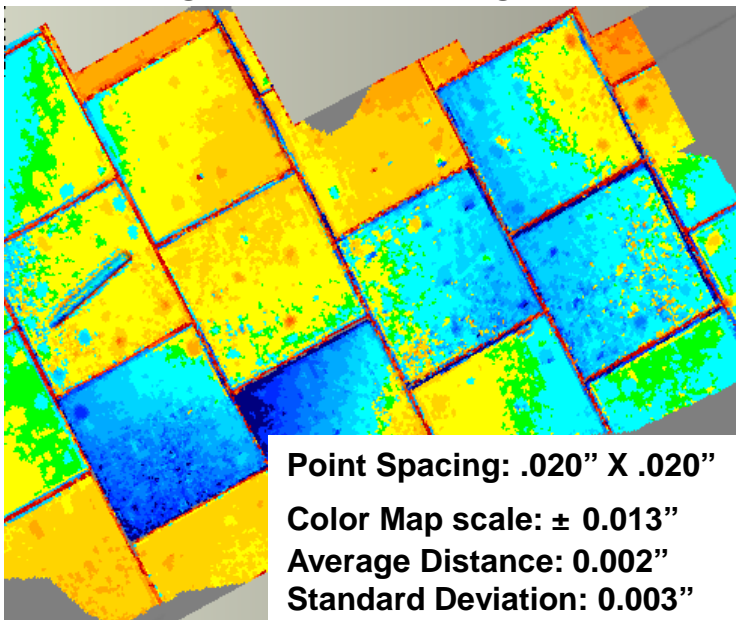 Point Spacing: .020” X .020”
Color Map scale: ± 0.013”
Average Distance: 0.002”
Standard Deviation: 0.003”